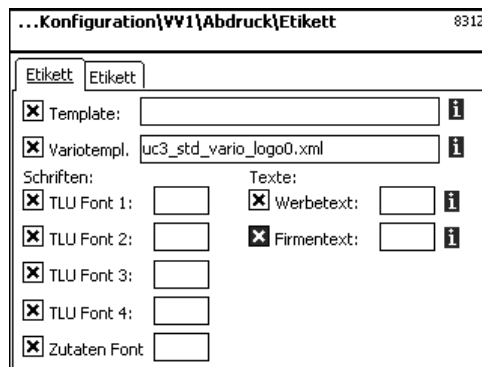 ...Konfiguration\VV1\Abdruck\Etikett 8312
Etikett Etikett
Template: i
Variotempl. uc3_std_vario_logo0.xml i
Schriften: Texte:
TLU Font 1: Werbetext: i
TLU Font 2: Firmentext: i
TLU Font 3:
TLU Font 4:
Zutaten Font